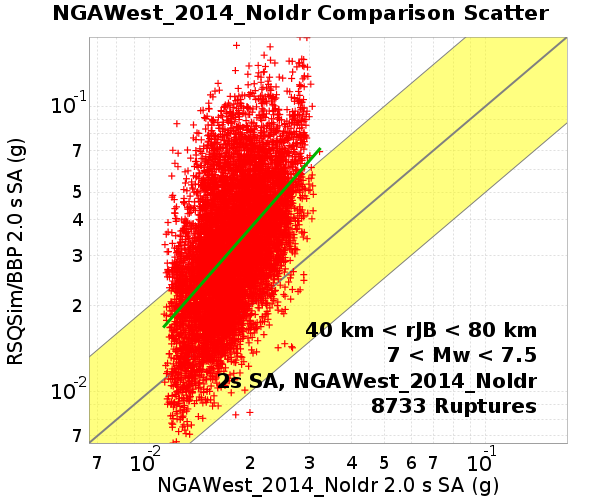 NGAWest_2014_NoIdr Comparison Scatter
RSQSim/BBP 2.0 s SA (g)
10-1
7
5
4
3
2
10-2
7
40 km < rJB < 80 km
7 < Mw < 7.5
2s SA, NGAWest_2014_NoIdr
8733 Ruptures
7 10-2 2 3 4 5 6 7 10-1
NGAWest_2014_NoIdr 2.0 s SA (g)